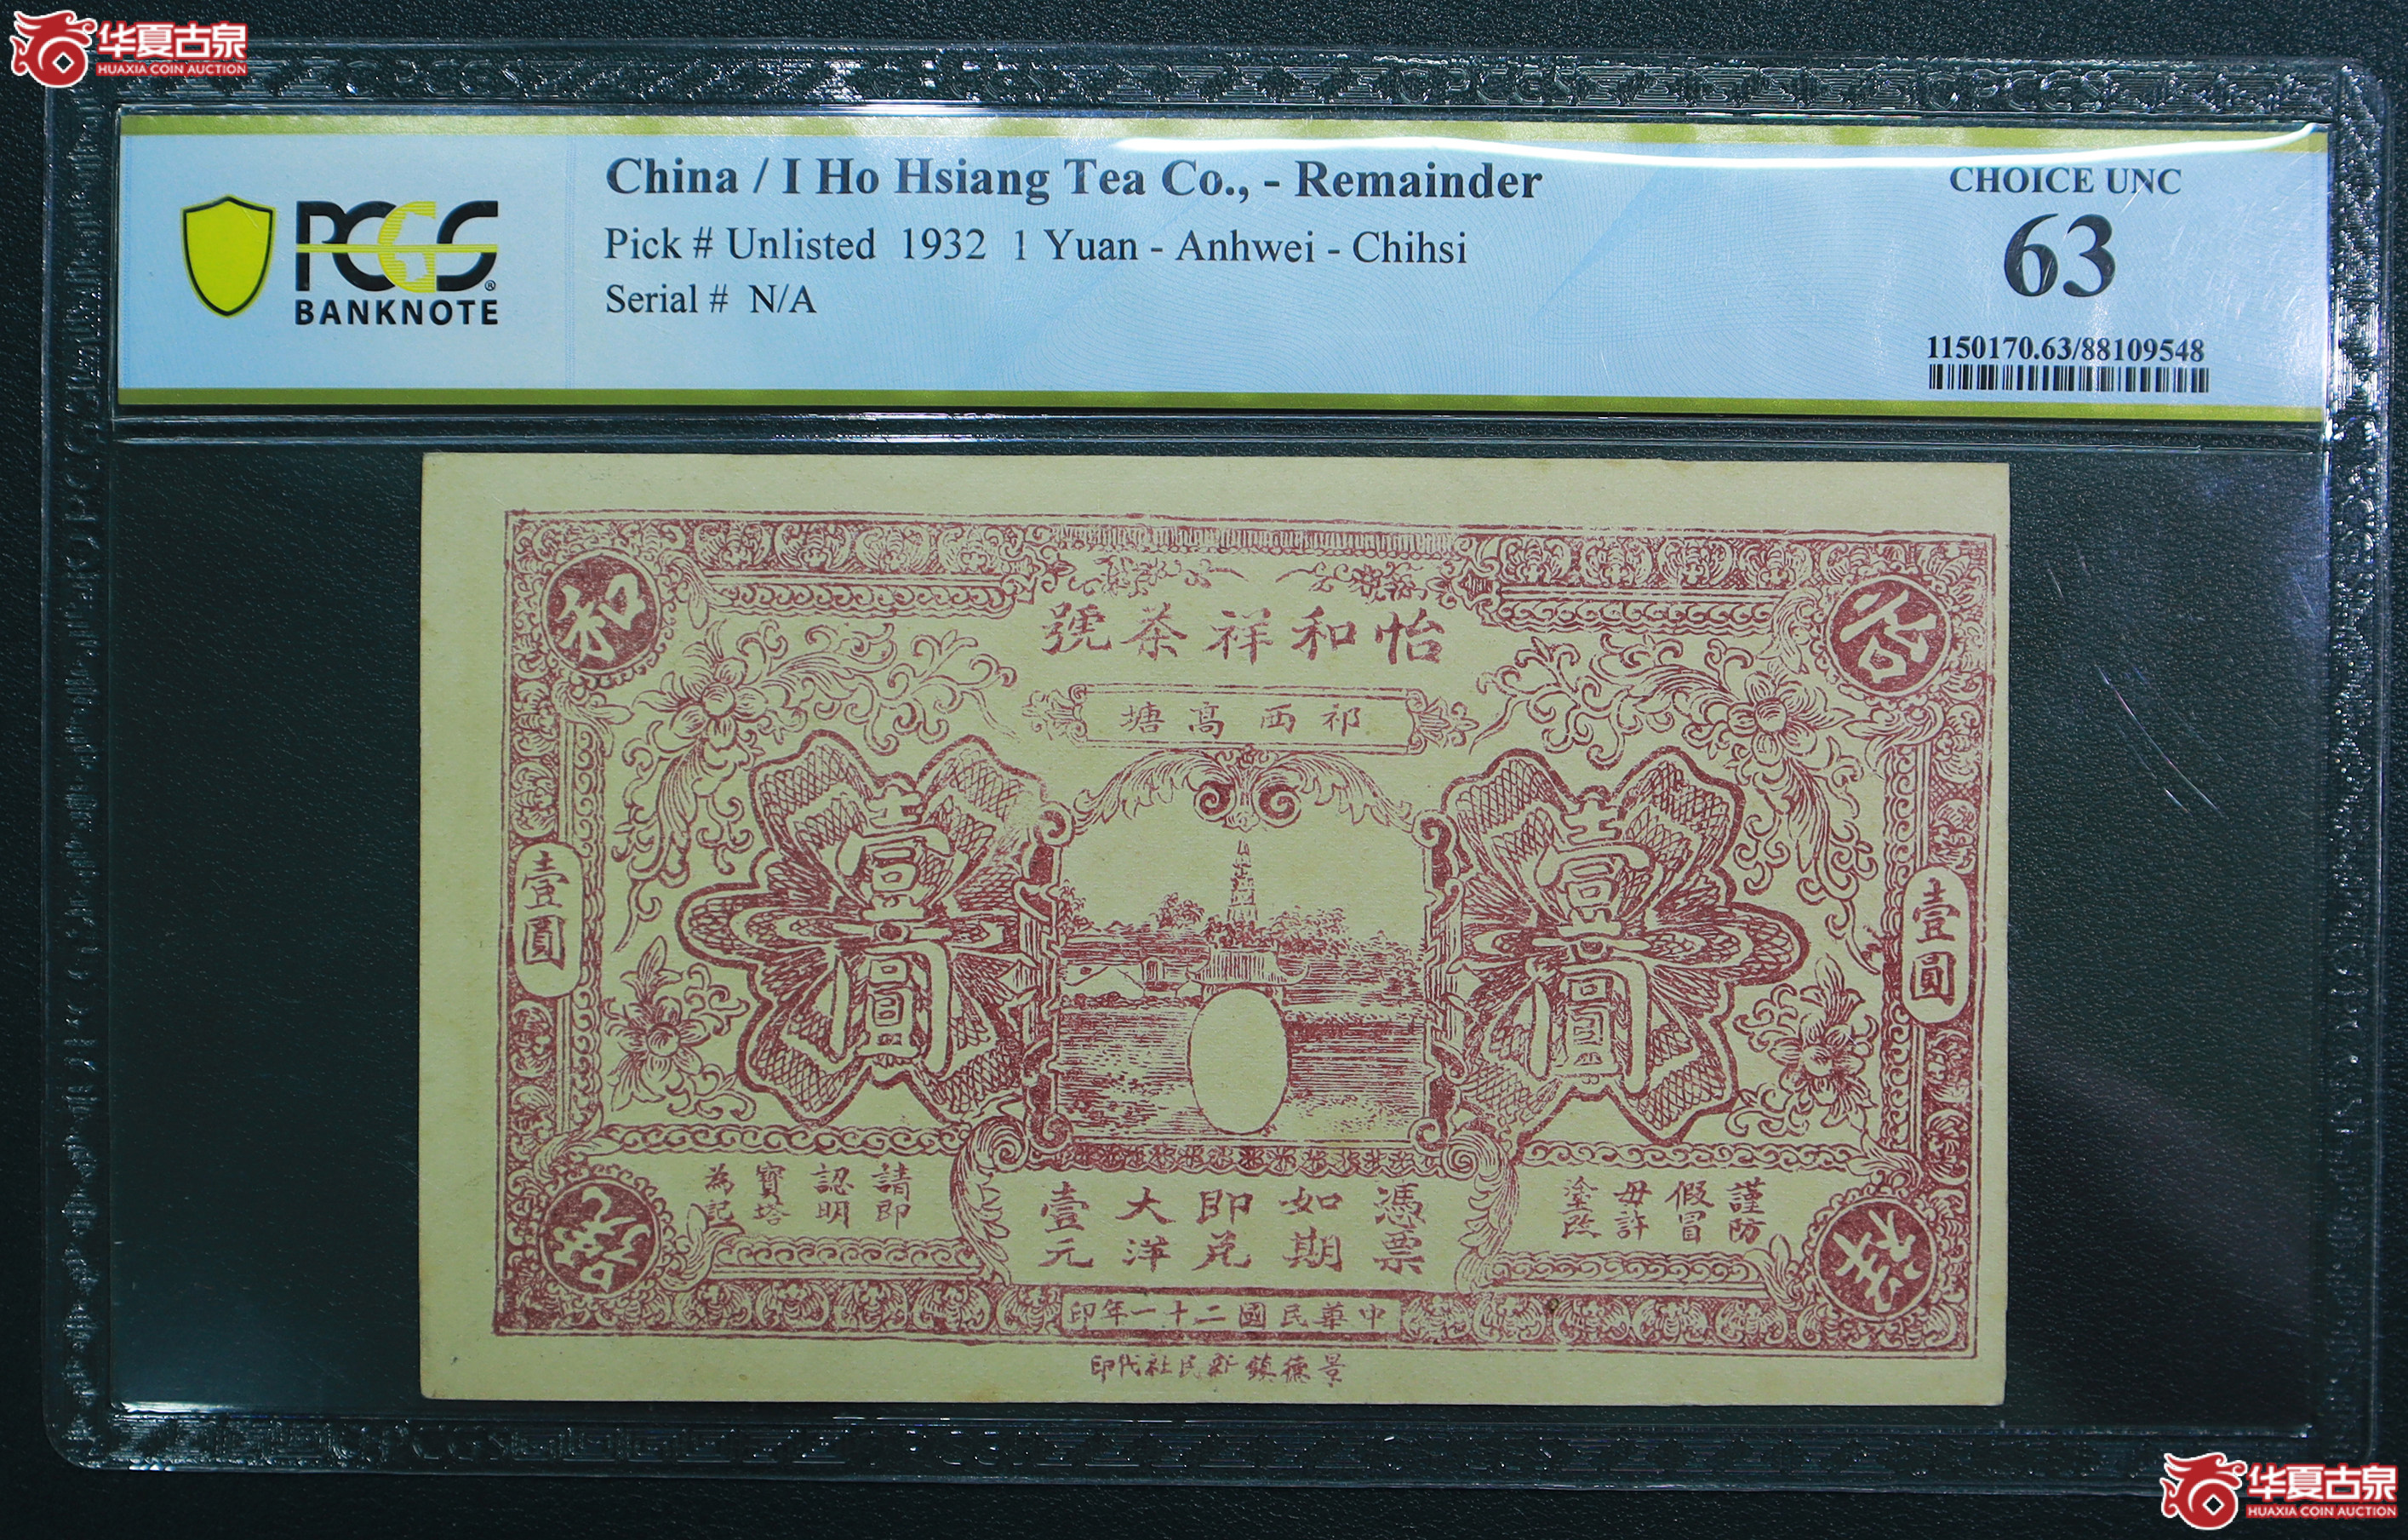 华夏古泉
HUAXIA COIN AUCTION
PCGS
BANKNOTE
China / I Ho Hsiang Tea Co., - Remainder
Pick # Unlisted 1932 1 Yuan - Anhwei - Chihsi
Serial # N/A
CHOICE UNC
63
1150170.63/88109548
和
公
怡和祥茶號
祁西高塘
壹圓
壹圓
壹圓
壹圓
謹防
假冒
毋許
塗改
憑票
如期
即兑
大洋
壹元
請即
認明
寶塔
為記
發
中華民國二十一年印
景德鎮新民社代印
华夏古泉
HUAXIA COIN AUCTION